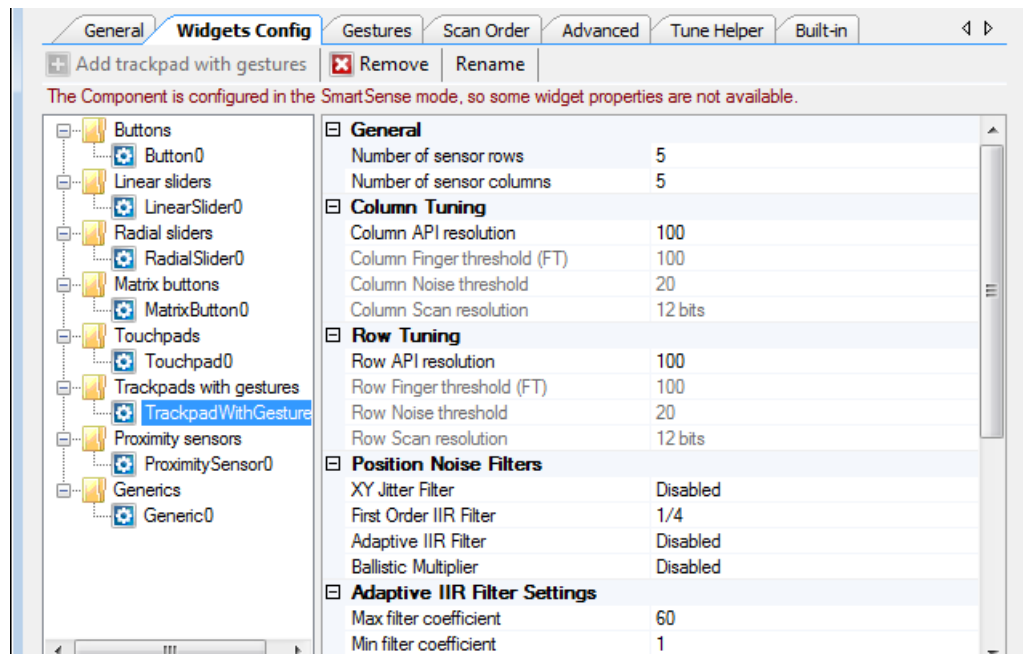 General Widgets Config Gestures Scan Order Advanced Tune Helper Built-in
Add trackpad with gestures Remove Rename
The Component is configured in the SmartSense mode, so some widget properties are not available.
Buttons
Button0
Linear sliders
LinearSlider0
Radial sliders
RadialSlider0
Matrix buttons
MatrixButton0
Touchpads
Touchpad0
Trackpads with gestures
TrackpadWithGesture
Proximity sensors
ProximitySensor0
Generics
Generic0
General
Number of sensor rows 5
Number of sensor columns 5
Column Tuning
Column API resolution 100
Column Finger threshold (FT) 100
Column Noise threshold 20
Column Scan resolution 12 bits
Row Tuning
Row API resolution 100
Row Finger threshold (FT) 100
Row Noise threshold 20
Row Scan resolution 12 bits
Position Noise Filters
XY Jitter Filter Disabled
First Order IIR Filter 1/4
Adaptive IIR Filter Disabled
Ballistic Multiplier Disabled
Adaptive IIR Filter Settings
Max filter coefficient 60
Min filter coefficient 1